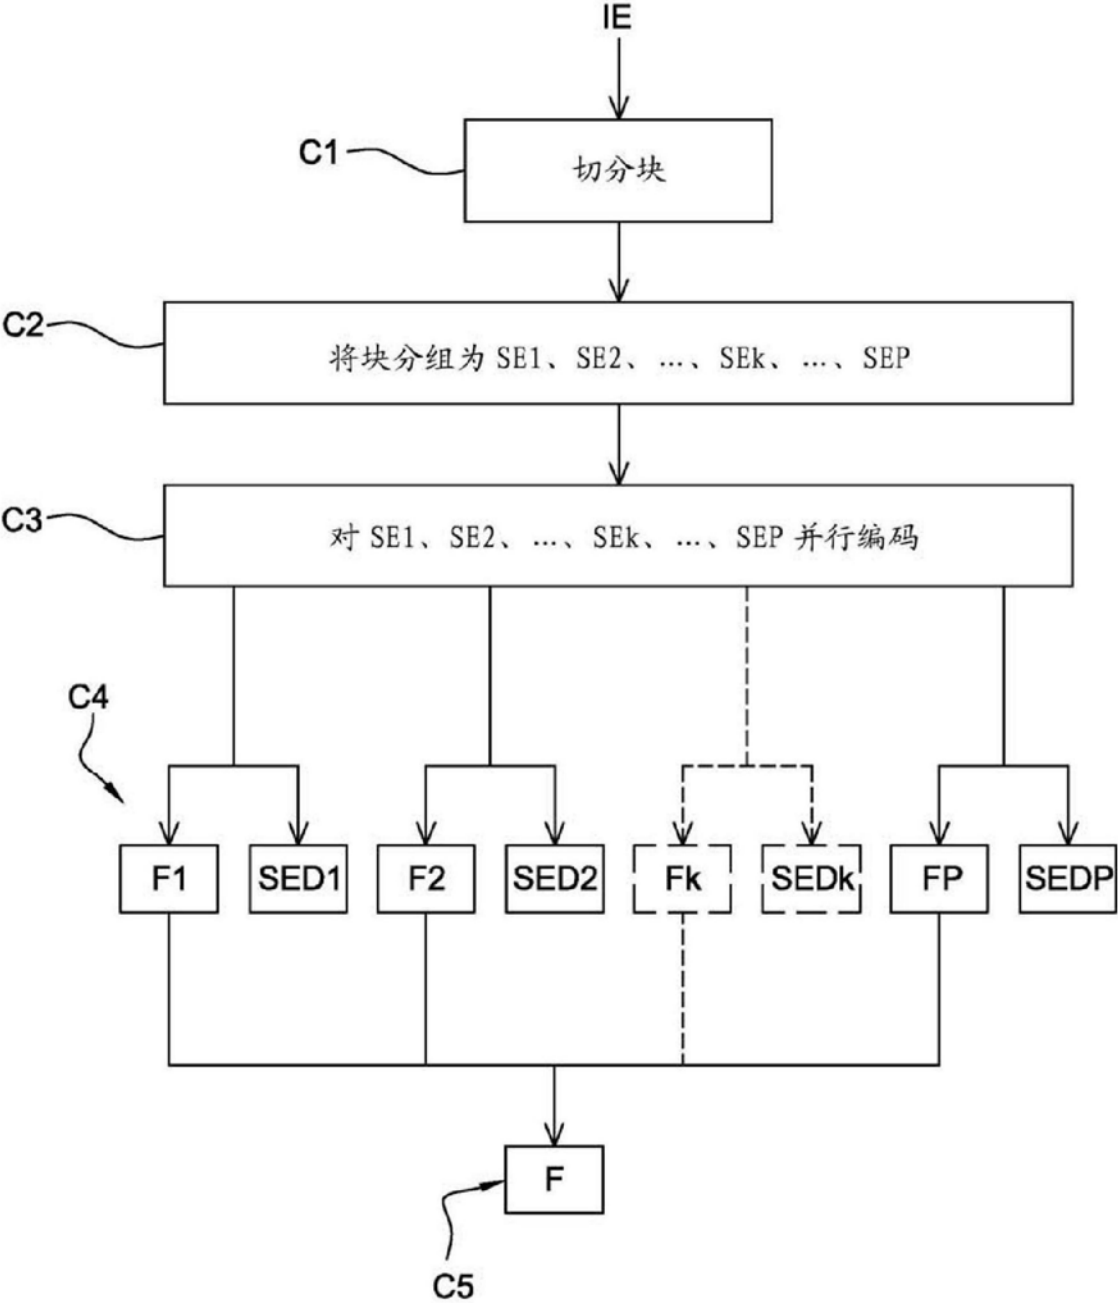 IE
C1
切分块
C2
将块分组为 SE1、SE2、…、SEk、…、SEP
C3
对 SE1、SE2、…、SEk、…、SEP 并行编码
C4
F1 SED1 F2 SED2 Fk SEDk FP SEDP
F
C5